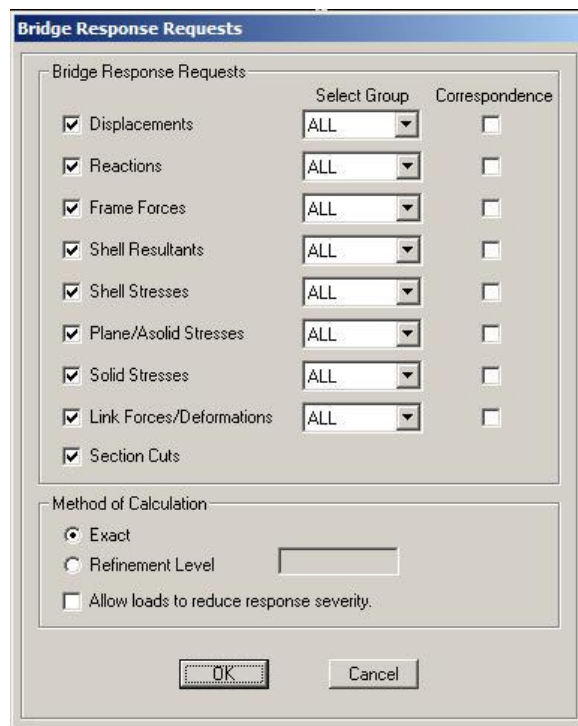 Bridge Response Requests
Bridge Response Requests
Select Group Correspondence
Displacements ALL
Reactions ALL
Frame Forces ALL
Shell Resultants ALL
Shell Stresses ALL
Plane/Asolid Stresses ALL
Solid Stresses ALL
Link Forces/Deformations ALL
Section Cuts
Method of Calculation
Exact
Refinement Level
Allow loads to reduce response severity.
OK Cancel